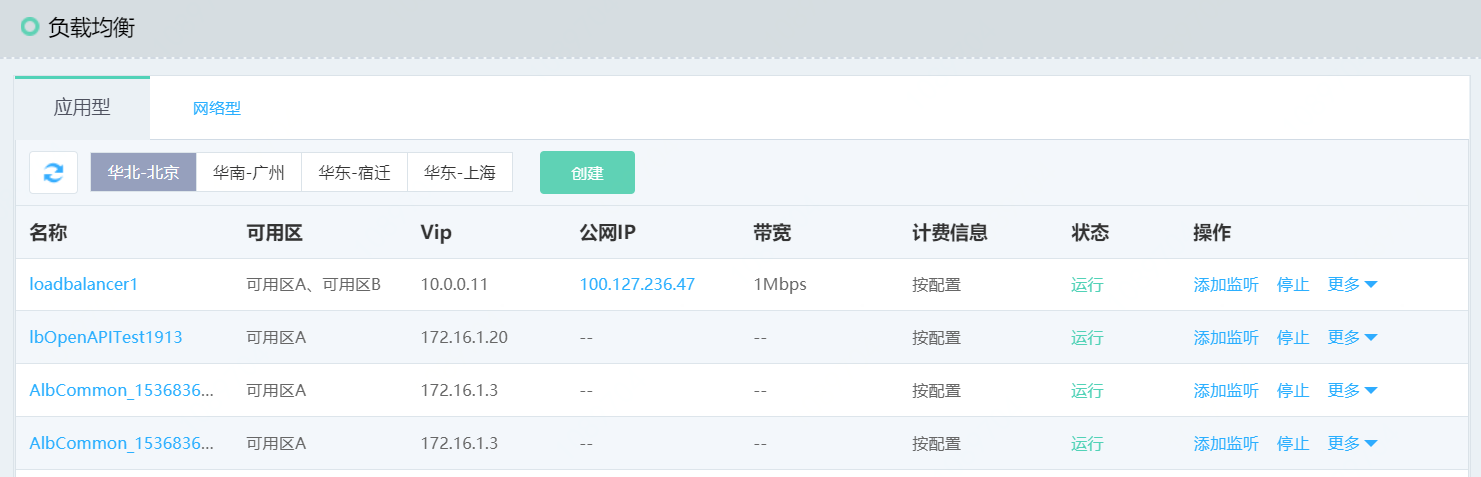 负载均衡
应用型 网络型
华北-北京 华南-广州 华东-宿迁 华东-上海 创建
名称 可用区 Vip 公网IP 带宽 计费信息 状态 操作
loadbalancer1 可用区A、可用区B 10.0.0.11 100.127.236.47 1Mbps 按配置 运行 添加监听 停止 更多
lbOpenAPITest1913 可用区A 172.16.1.20 -- -- 按配置 运行 添加监听 停止 更多
AlbCommon_1536836... 可用区A 172.16.1.3 -- -- 按配置 运行 添加监听 停止 更多
AlbCommon_1536836... 可用区A 172.16.1.3 -- -- 按配置 运行 添加监听 停止 更多